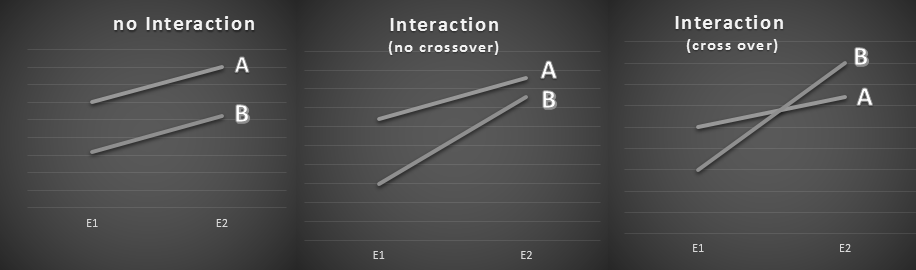 no Interaction
A
B
E1 E2
Interaction
(no crossover)
A
B
E1 E2
Interaction
(cross over)
B
A
E1 E2